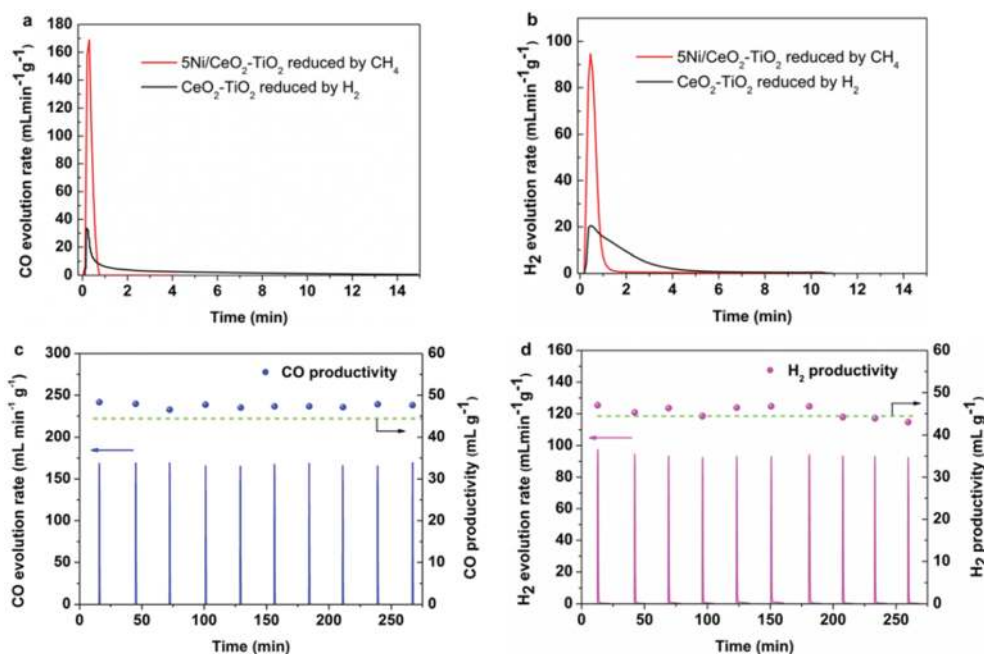 a
180
160
140
120
100
80
60
40
20
0
CO evolution rate (mLmin⁻¹g⁻¹)
5Ni/CeO₂-TiO₂ reduced by CH₄
CeO₂-TiO₂ reduced by H₂
0 2 4 6 8 10 12 14
Time (min)
b
100
80
60
40
20
0
H2 evolution rate (mLmin⁻¹g⁻¹)
5Ni/CeO₂-TiO₂ reduced by CH₄
CeO₂-TiO₂ reduced by H₂
0 2 4 6 8 10 12 14
Time (min)
c
300
250
200
150
100
50
0
CO evolution rate (mL min⁻¹ g⁻¹)
CO productivity
60
50
40
30
20
10
0
CO productivity (mL g⁻¹)
0 50 100 150 200 250
Time (min)
d
160
140
120
100
80
60
40
20
0
H2 evolution rate (mLmin⁻¹g⁻¹)
H₂ productivity
60
50
40
30
20
10
0
H2 productivity (mL g⁻¹)
0 50 100 150 200 250
Time (min)